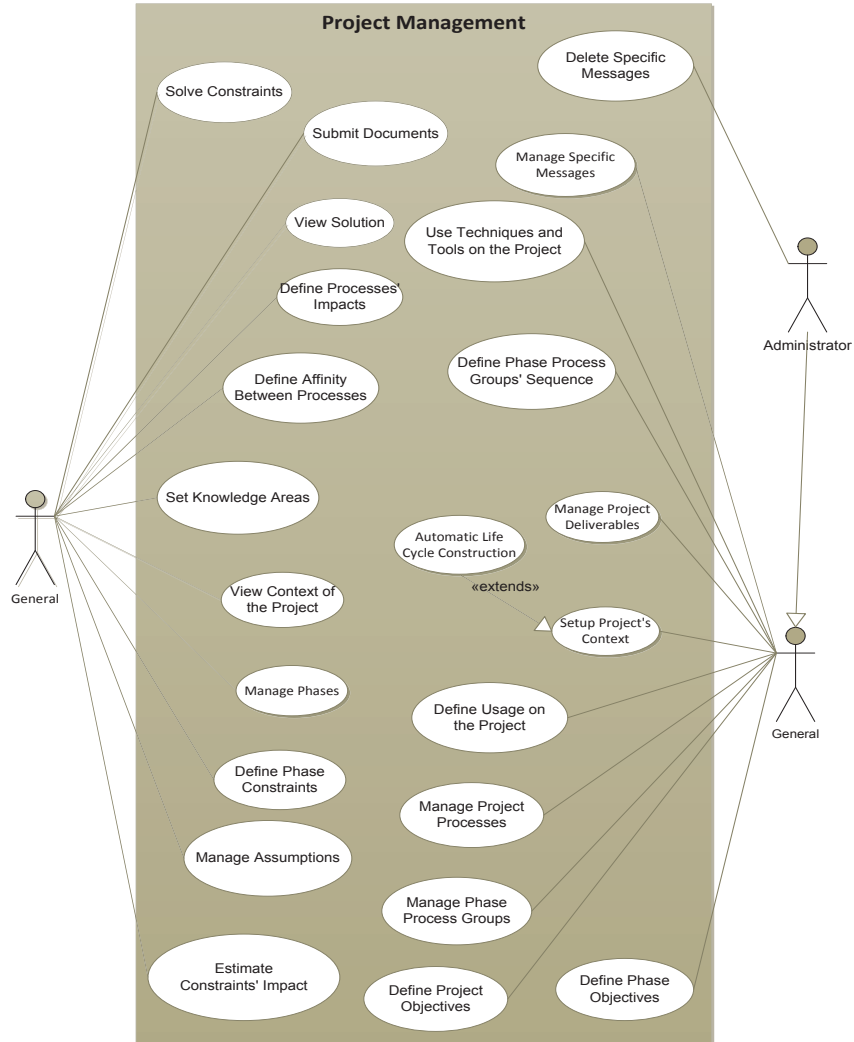 Project Management
Delete Specific
Messages
Solve Constraints
Submit Documents
Manage Specific
Messages
View Solution
Use Techniques and
Tools on the Project
Define Processes'
Impacts
Administrator
Define Phase Process
Groups' Sequence
Define Affinity
Between Processes
Set Knowledge Areas
Manage Project
Deliverables
Automatic Life
Cycle Construction
«extends»
General
View Context of
the Project
Setup Project's
Context
Manage Phases
Define Usage on
the Project
General
Define Phase
Constraints
Manage Project
Processes
Manage Assumptions
Manage Phase
Process Groups
Estimate
Constraints' Impact
Define Project
Objectives
Define Phase
Objectives